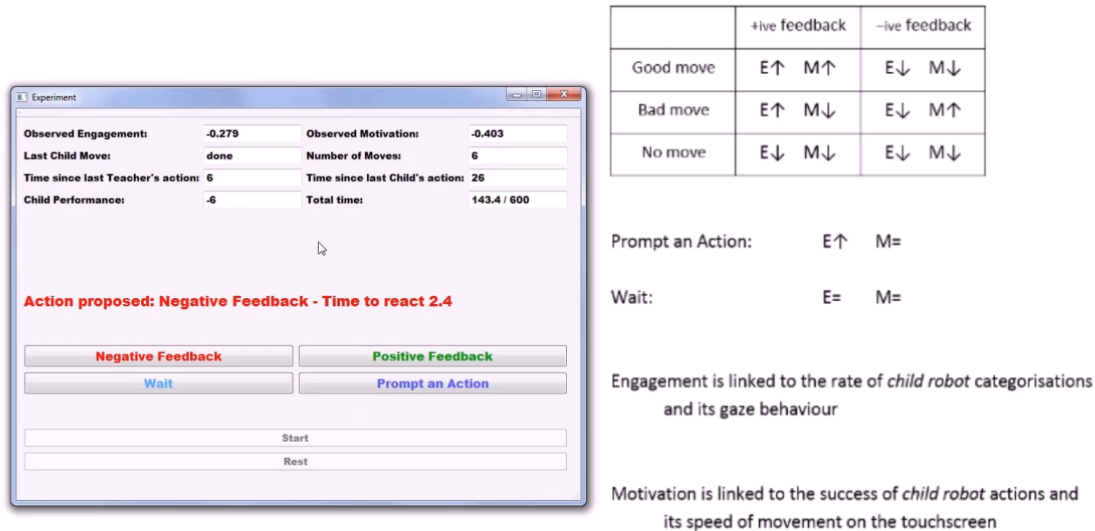 Experiment
Observed Engagement: -0.279 Observed Motivation: -0.403
Last Child Move: done Number of Moves: 6
Time since last Teacher's action: 6 Time since last Child's action: 26
Child Performance: -6 Total time: 143.4 / 600
Action proposed: Negative Feedback - Time to react 2.4
Negative Feedback Positive Feedback
Wait Prompt an Action
Start
Rest
+ive feedback –ive feedback
Good move E↑ M↑ E↓ M↓
Bad move E↑ M↓ E↓ M↑
No move E↓ M↓ E↓ M↓
Prompt an Action: E↑ M=
Wait: E= M=
Engagement is linked to the rate of child robot categorisations
and its gaze behaviour
Motivation is linked to the success of child robot actions and
its speed of movement on the touchscreen